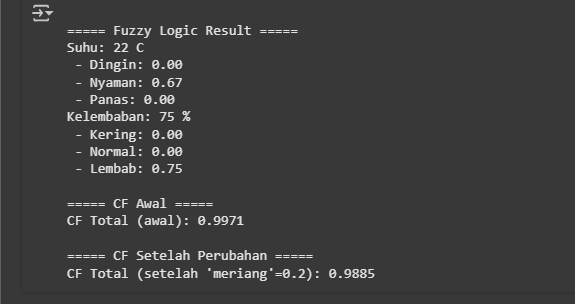 ===== Fuzzy Logic Result =====
Suhu: 22 C
- Dingin: 0.00
- Nyaman: 0.67
- Panas: 0.00
Kelembaban: 75 %
- Kering: 0.00
- Normal: 0.00
- Lembab: 0.75
===== CF Awal =====
CF Total (awal): 0.9971
===== CF Setelah Perubahan =====
CF Total (setelah 'meriang'=0.2): 0.9885